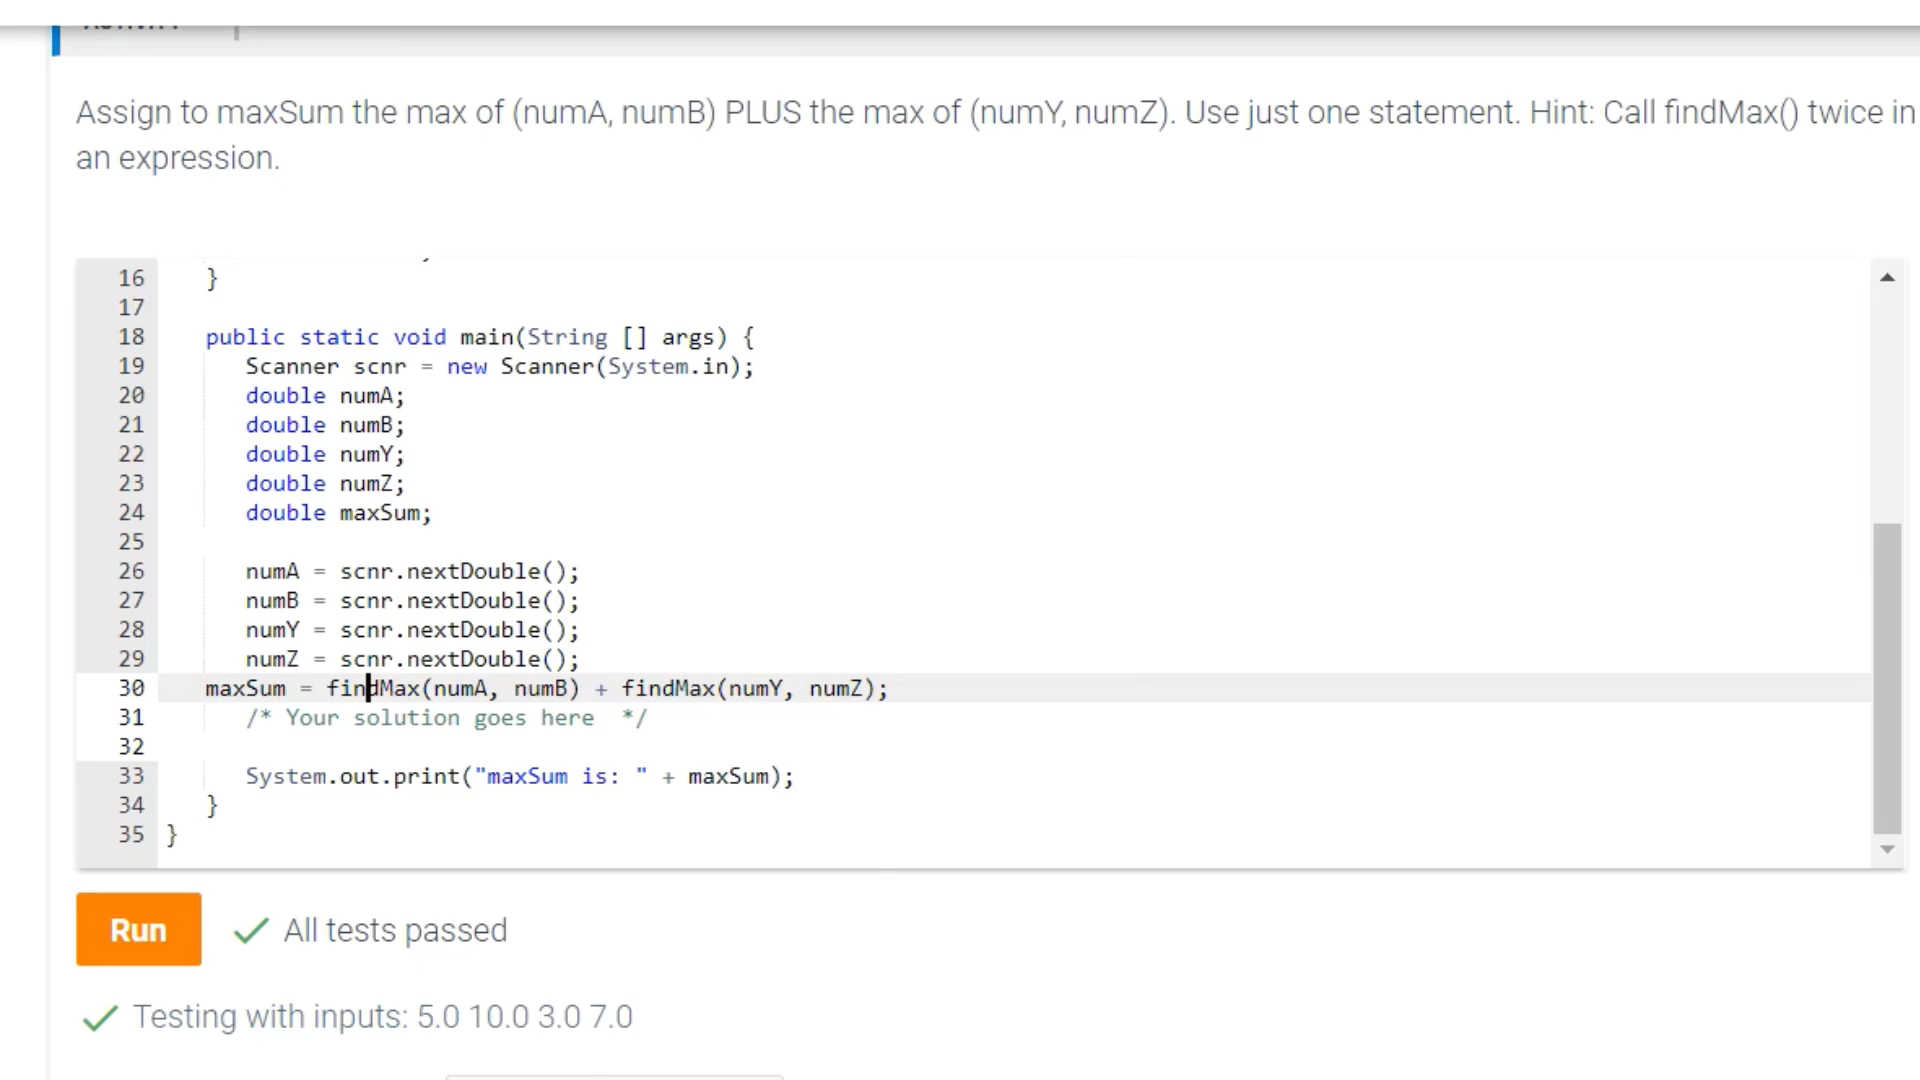 Assign to maxSum the max of (numA, numB) PLUS the max of (numY, numZ). Use just one statement. Hint: Call findMax() twice in
an expression.
16 }
17
18 public static void main(String [] args) {
19 Scanner scnr = new Scanner(System.in);
20 double numA;
21 double numB;
22 double numY;
23 double numZ;
24 double maxSum;
25
26 numA = scnr.nextDouble();
27 numB = scnr.nextDouble();
28 numY = scnr.nextDouble();
29 numZ = scnr.nextDouble();
30 maxSum = findMax(numA, numB) + findMax(numY, numZ);
31 /* Your solution goes here  */
32
33 System.out.print("maxSum is: " + maxSum);
34 }
35 }
Run All tests passed
Testing with inputs: 5.0 10.0 3.0 7.0